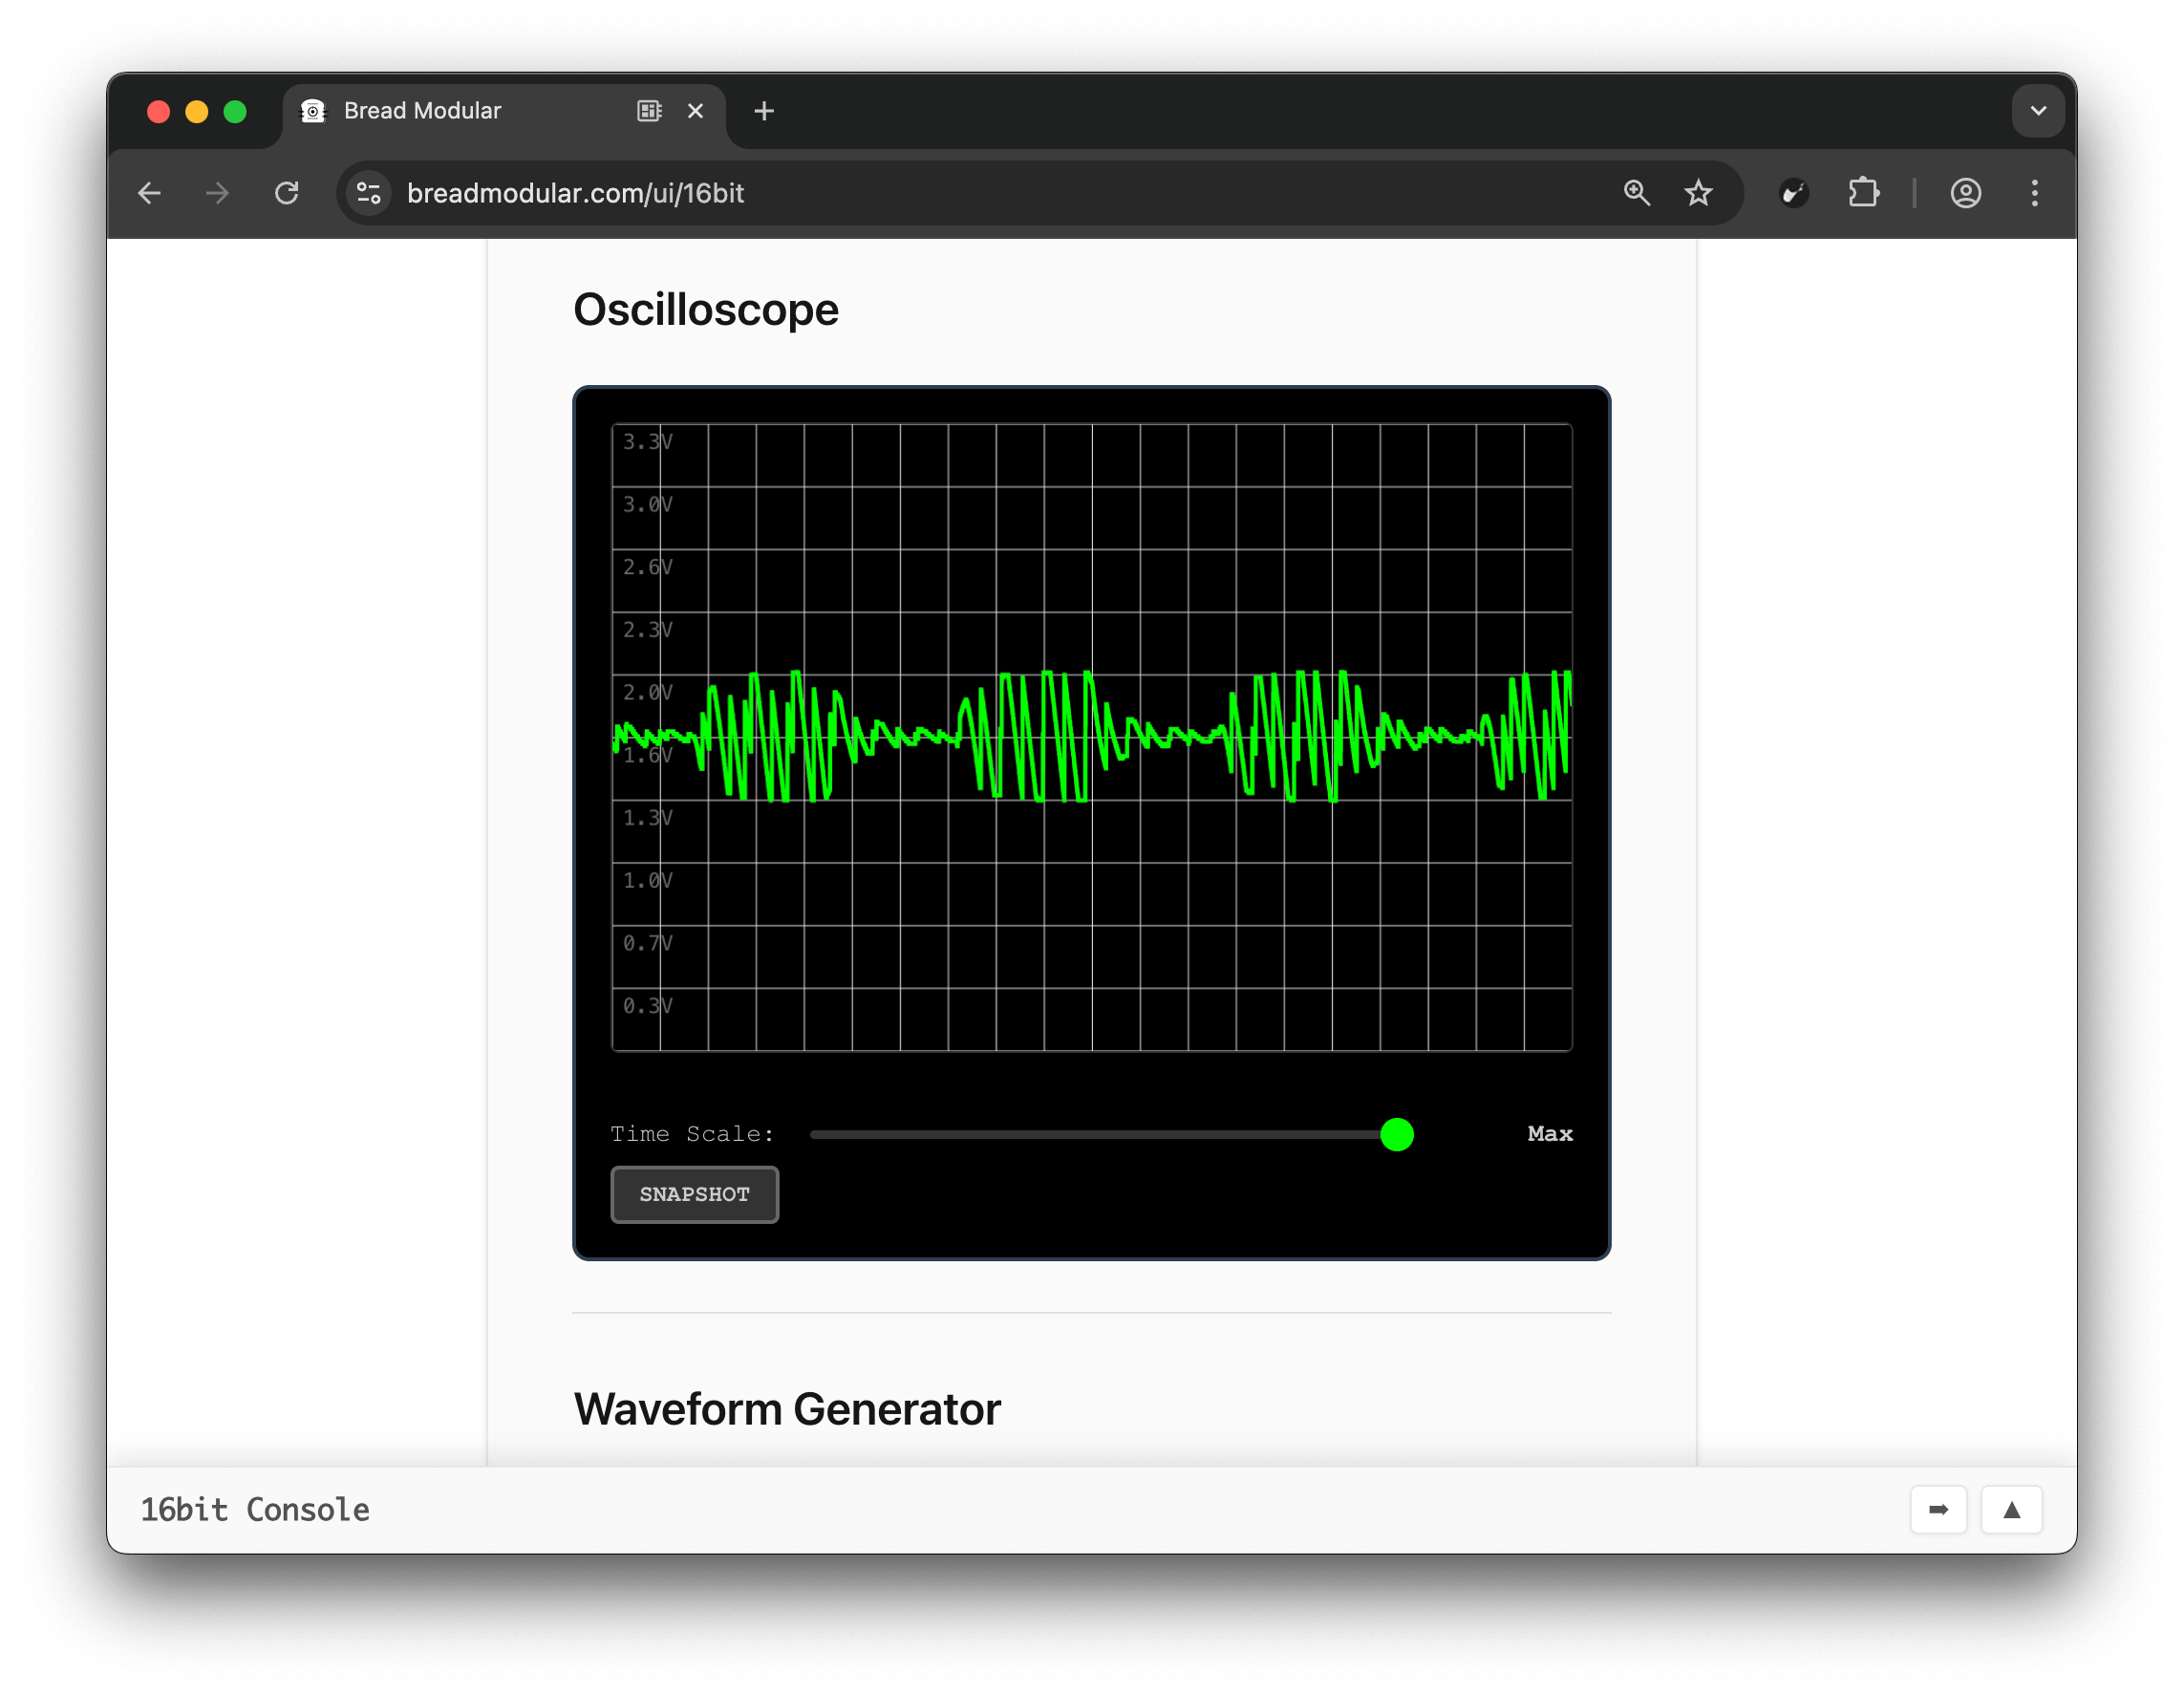 Bread Modular
breadmodular.com/ui/16bit
Oscilloscope
3.3V
3.0V
2.6V
2.3V
2.0V
1.6V
1.3V
1.0V
0.7V
0.3V
Time Scale:
Max
SNAPSHOT
Waveform Generator
16bit Console